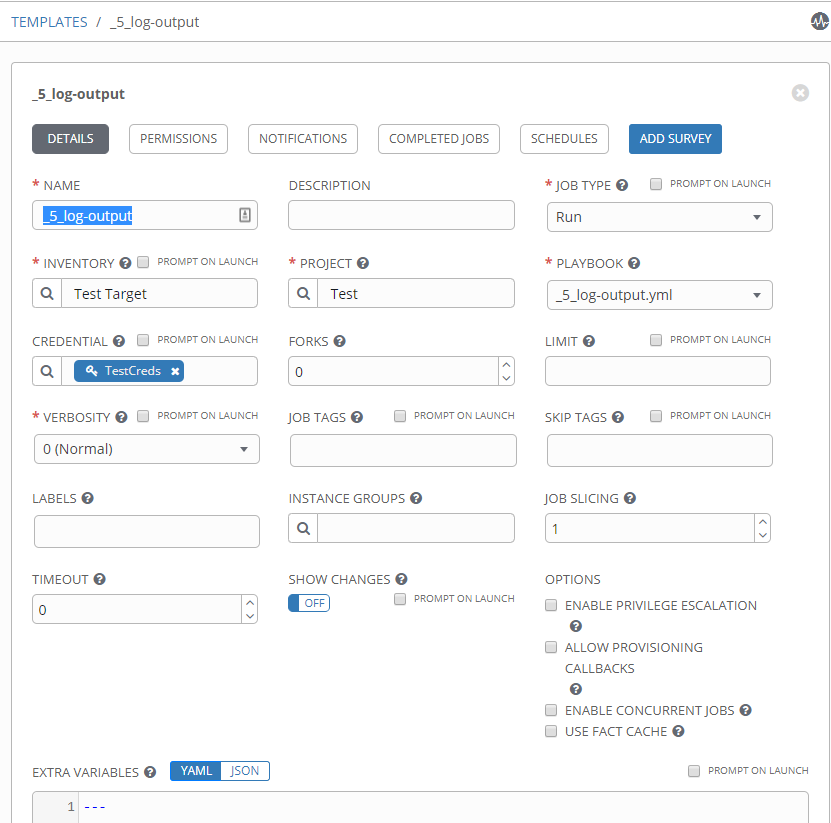 TEMPLATES / _5_log-output
_5_log-output
DETAILS PERMISSIONS NOTIFICATIONS COMPLETED JOBS SCHEDULES ADD SURVEY
* NAME DESCRIPTION * JOB TYPE ? PROMPT ON LAUNCH
_5_log-output Run
* INVENTORY ? PROMPT ON LAUNCH * PROJECT ? * PLAYBOOK ?
Test Target Test _5_log-output.yml
CREDENTIAL ? PROMPT ON LAUNCH FORKS ? LIMIT ? PROMPT ON LAUNCH
TestCreds × 0
* VERBOSITY ? PROMPT ON LAUNCH JOB TAGS ? PROMPT ON LAUNCH SKIP TAGS ? PROMPT ON LAUNCH
0 (Normal)
LABELS ? INSTANCE GROUPS ? JOB SLICING ?
1
TIMEOUT ? SHOW CHANGES ? OPTIONS
0 OFF PROMPT ON LAUNCH ENABLE PRIVILEGE ESCALATION
?
ALLOW PROVISIONING
CALLBACKS
?
ENABLE CONCURRENT JOBS ?
USE FACT CACHE ?
EXTRA VARIABLES ? YAML JSON PROMPT ON LAUNCH
1 ---